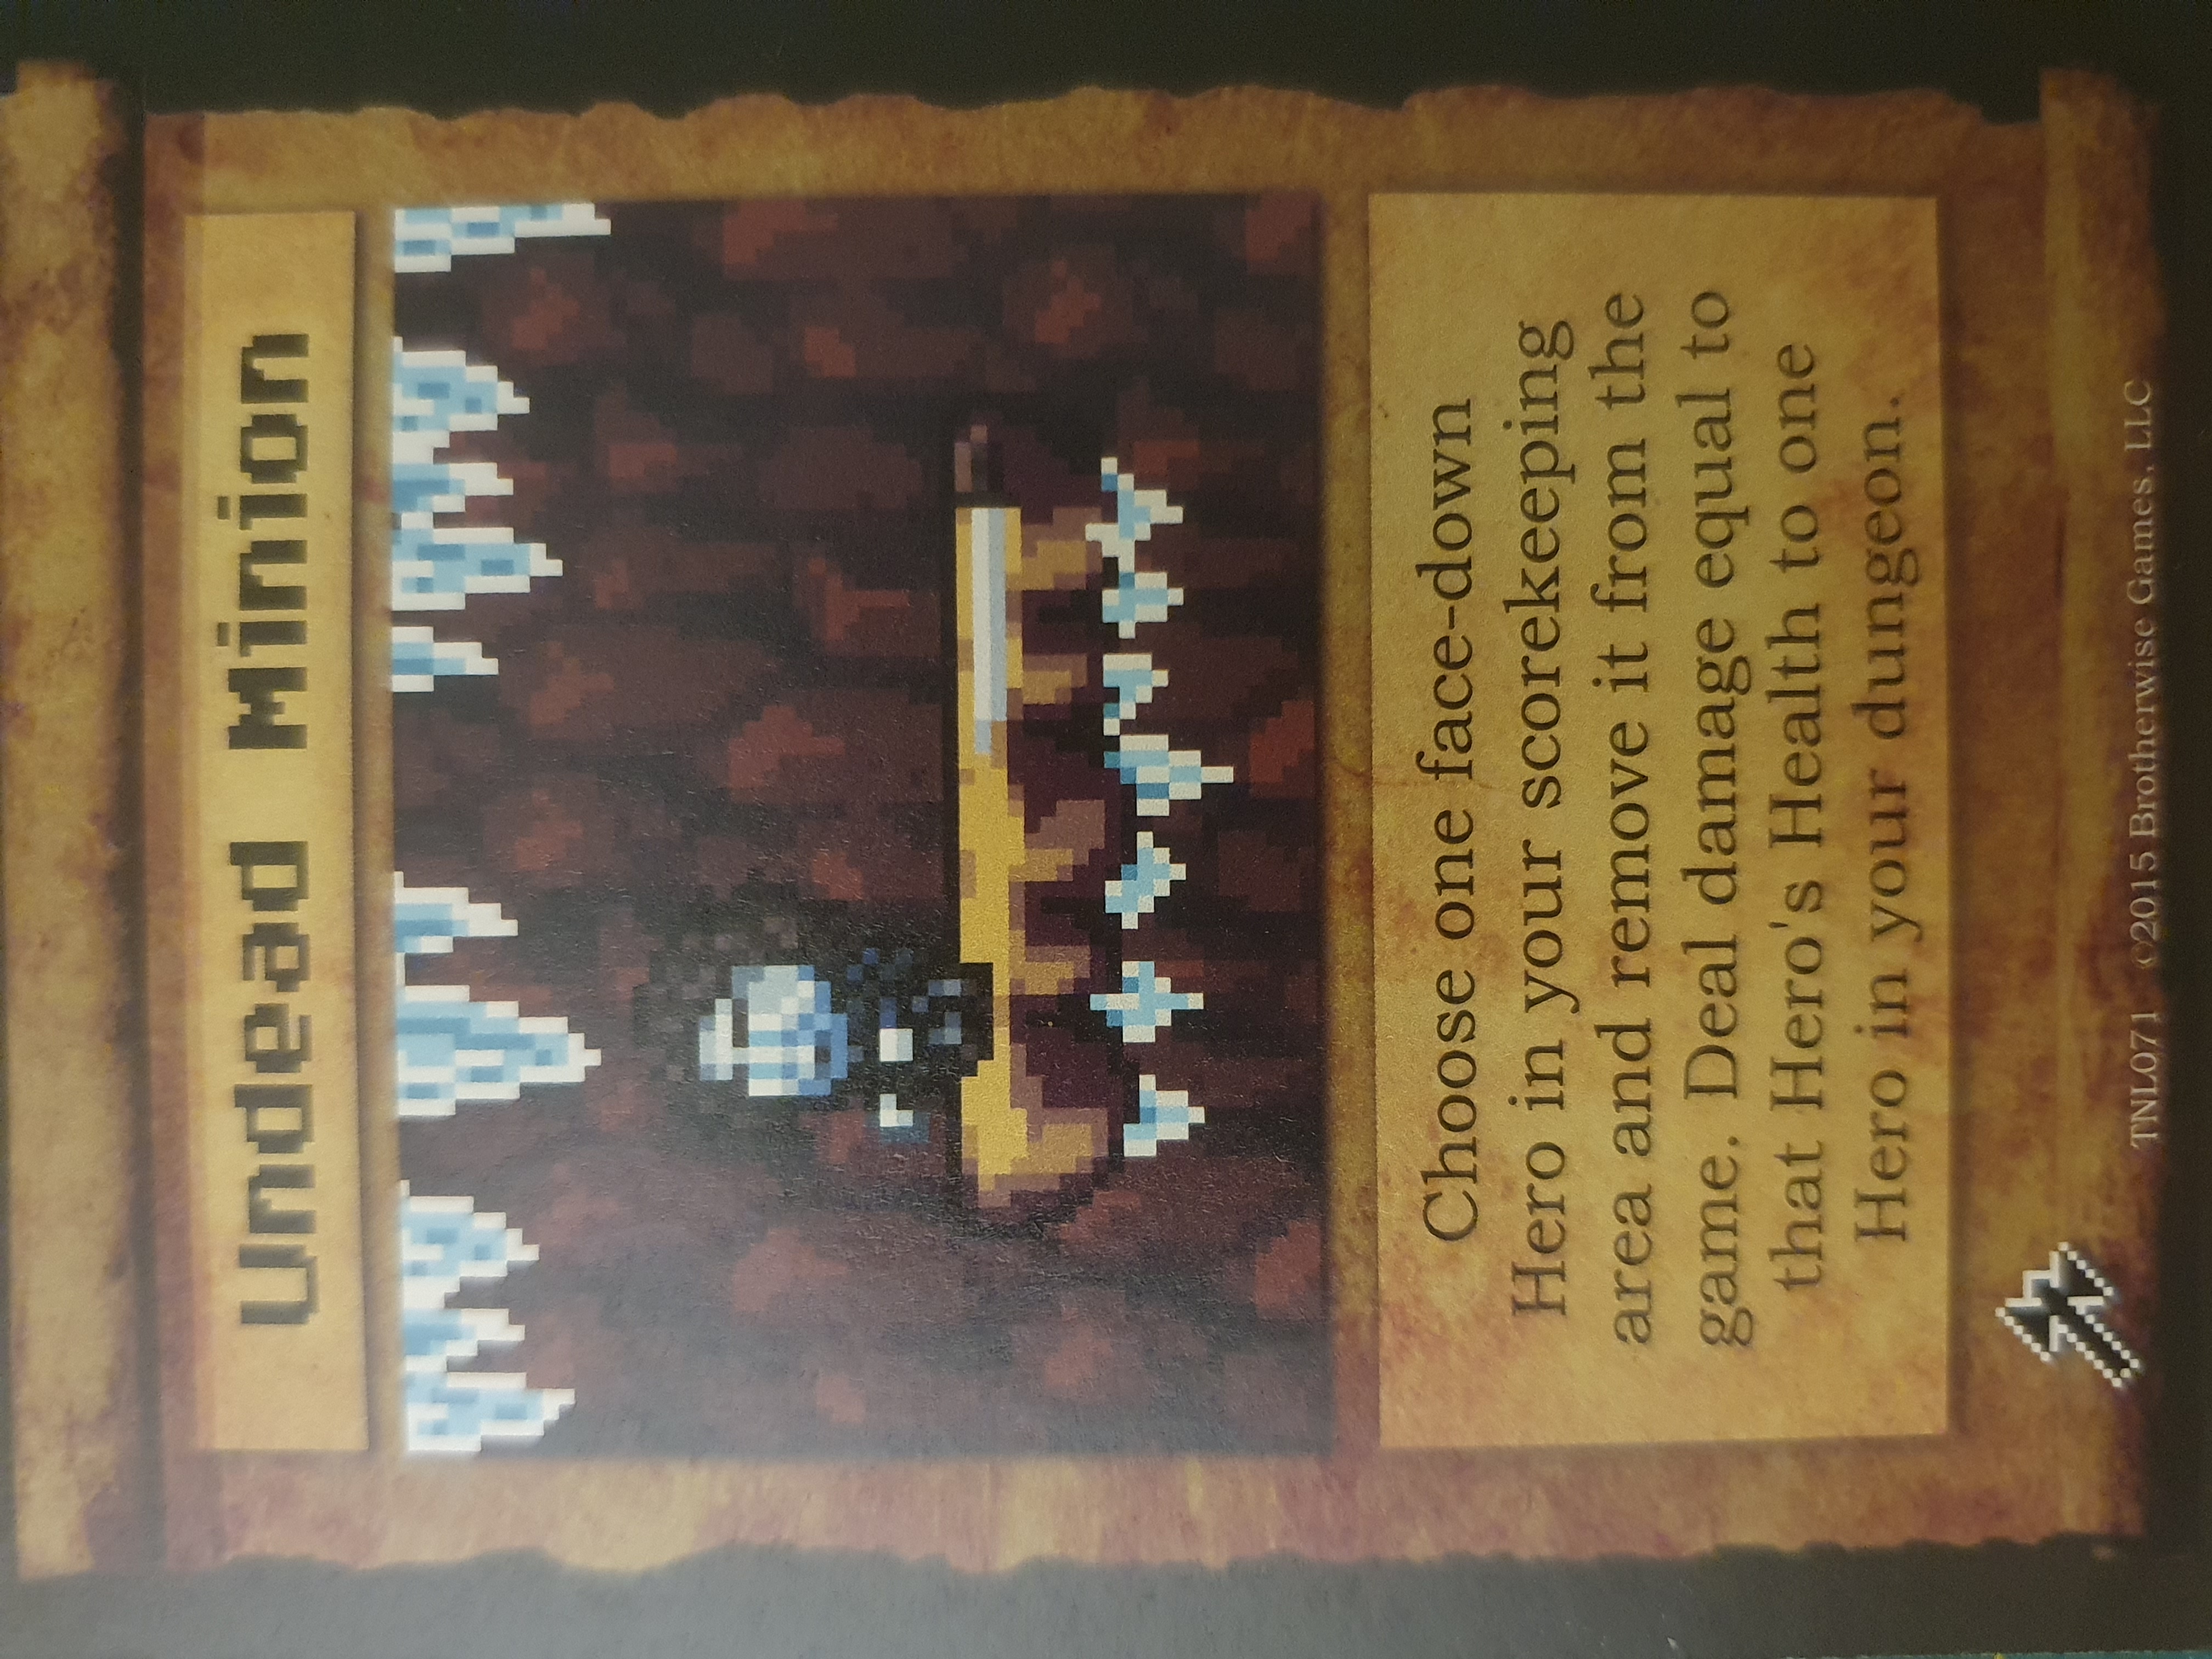 Undead Minion
Choose one face-down
Hero in your scorekeeping
area and remove it from the
game. Deal damage equal to
that Hero's Health to one
Hero in your dungeon.
TNL071 ©2015 Brotherwise Games, LLC